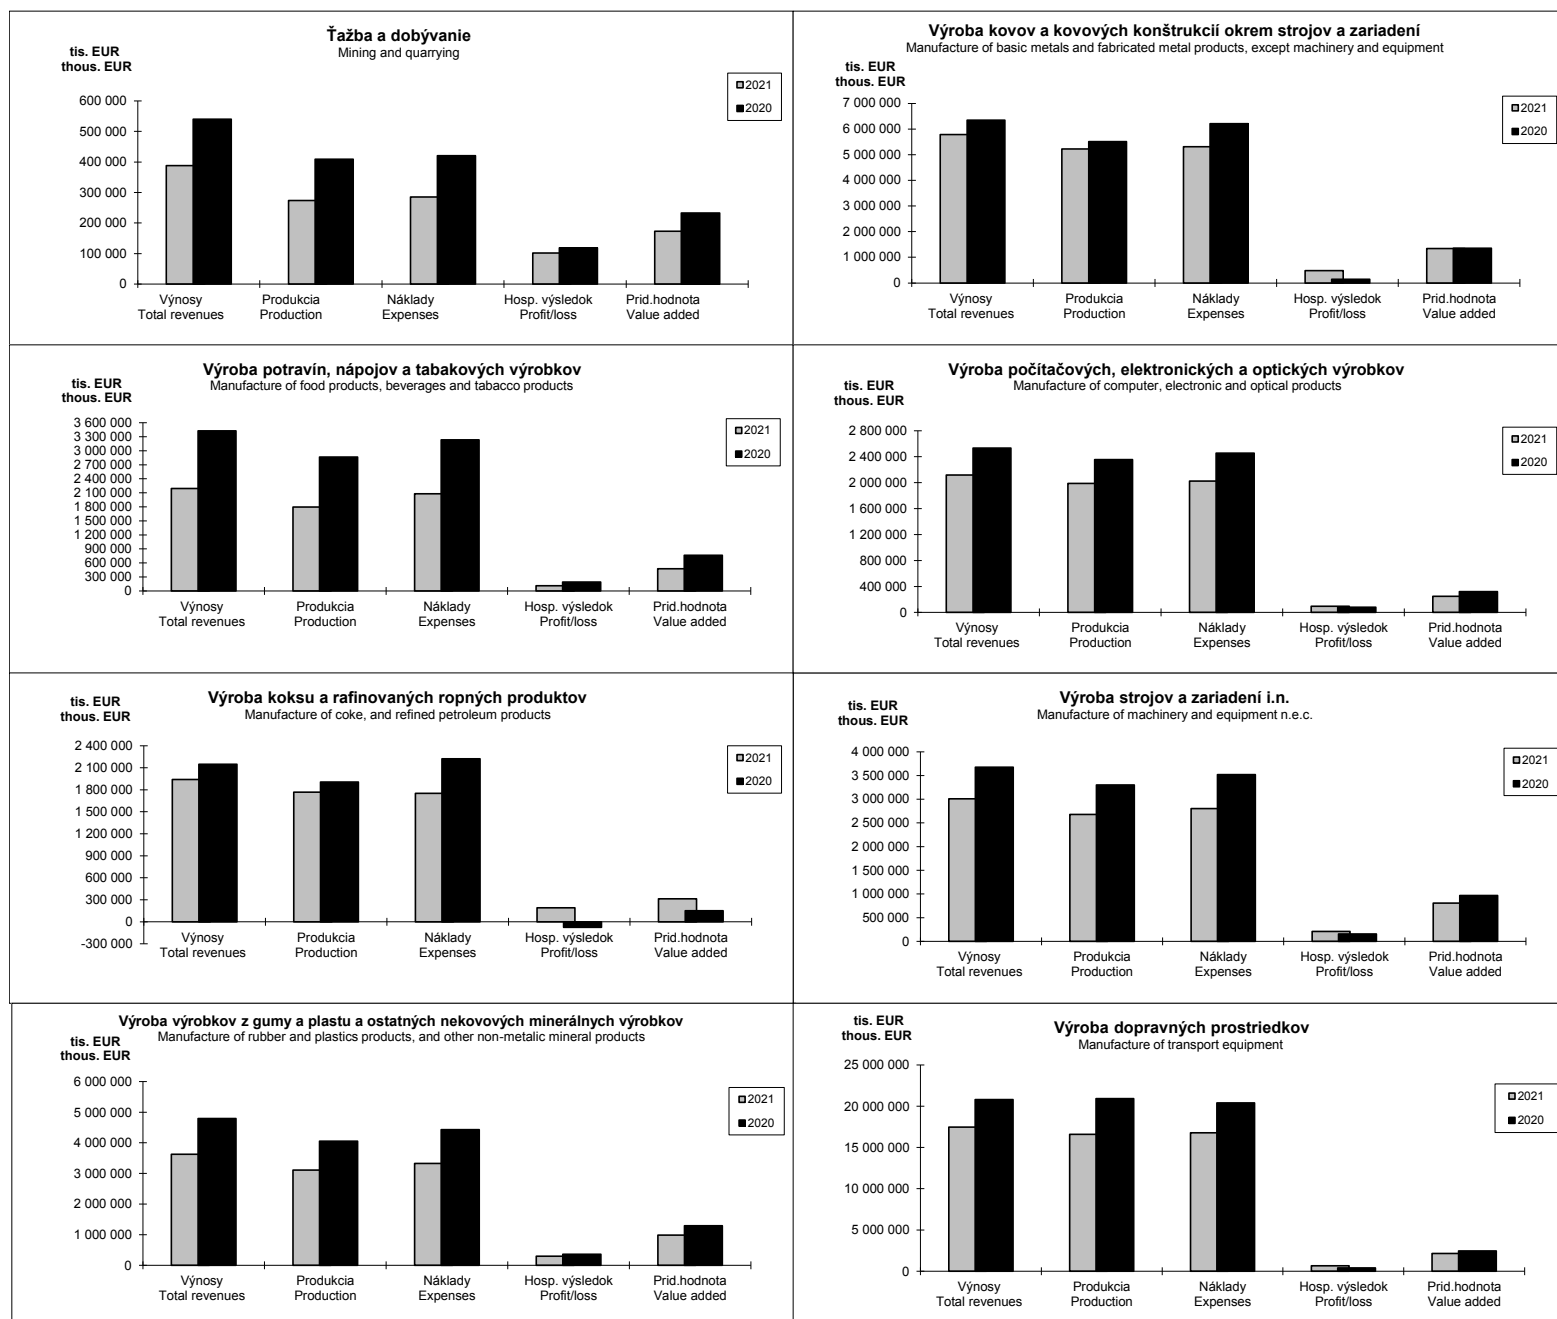 Ťažba a dobývanie
Mining and quarrying
tis. EUR
thous. EUR
2021
2020
600 000
500 000
400 000
300 000
200 000
100 000
0
Výnosy Produkcia Náklady Hosp. výsledok Prid.hodnota
Total revenues Production Expenses Profit/loss Value added
Výroba kovov a kovových konštrukcií okrem strojov a zariadení
Manufacture of basic metals and fabricated metal products, except machinery and equipment
tis. EUR
thous. EUR
2021
2020
7 000 000
6 000 000
5 000 000
4 000 000
3 000 000
2 000 000
1 000 000
0
Výnosy Produkcia Náklady Hosp. výsledok Prid.hodnota
Total revenues Production Expenses Profit/loss Value added
Výroba potravín, nápojov a tabakových výrobkov
Manufacture of food products, beverages and tabacco products
tis. EUR
thous. EUR
2021
2020
3 600 000
3 300 000
3 000 000
2 700 000
2 400 000
2 100 000
1 800 000
1 500 000
1 200 000
900 000
600 000
300 000
0
Výnosy Produkcia Náklady Hosp. výsledok Prid.hodnota
Total revenues Production Expenses Profit/loss Value added
Výroba počítačových, elektronických a optických výrobkov
Manufacture of computer, electronic and optical products
tis. EUR
thous. EUR
2021
2020
2 800 000
2 400 000
2 000 000
1 600 000
1 200 000
800 000
400 000
0
Výnosy Produkcia Náklady Hosp. výsledok Prid.hodnota
Total revenues Production Expenses Profit/loss Value added
Výroba koksu a rafinovaných ropných produktov
Manufacture of coke, and refined petroleum products
tis. EUR
thous. EUR
2021
2020
2 400 000
2 100 000
1 800 000
1 500 000
1 200 000
900 000
600 000
300 000
0
-300 000
Výnosy Produkcia Náklady Hosp. výsledok Prid.hodnota
Total revenues Production Expenses Profit/loss Value added
Výroba strojov a zariadení i.n.
Manufacture of machinery and equipment n.e.c.
tis. EUR
thous. EUR
2021
2020
4 000 000
3 500 000
3 000 000
2 500 000
2 000 000
1 500 000
1 000 000
500 000
0
Výnosy Produkcia Náklady Hosp. výsledok Prid.hodnota
Total revenues Production Expenses Profit/loss Value added
Výroba výrobkov z gumy a plastu a ostatných nekovových minerálnych výrobkov
Manufacture of rubber and plastics products, and other non-metalic mineral products
tis. EUR
thous. EUR
2021
2020
6 000 000
5 000 000
4 000 000
3 000 000
2 000 000
1 000 000
0
Výnosy Produkcia Náklady Hosp. výsledok Prid.hodnota
Total revenues Production Expenses Profit/loss Value added
Výroba dopravných prostriedkov
Manufacture of transport equipment
tis. EUR
thous. EUR
2021
2020
25 000 000
20 000 000
15 000 000
10 000 000
5 000 000
0
Výnosy Produkcia Náklady Hosp. výsledok Prid.hodnota
Total revenues Production Expenses Profit/loss Value added